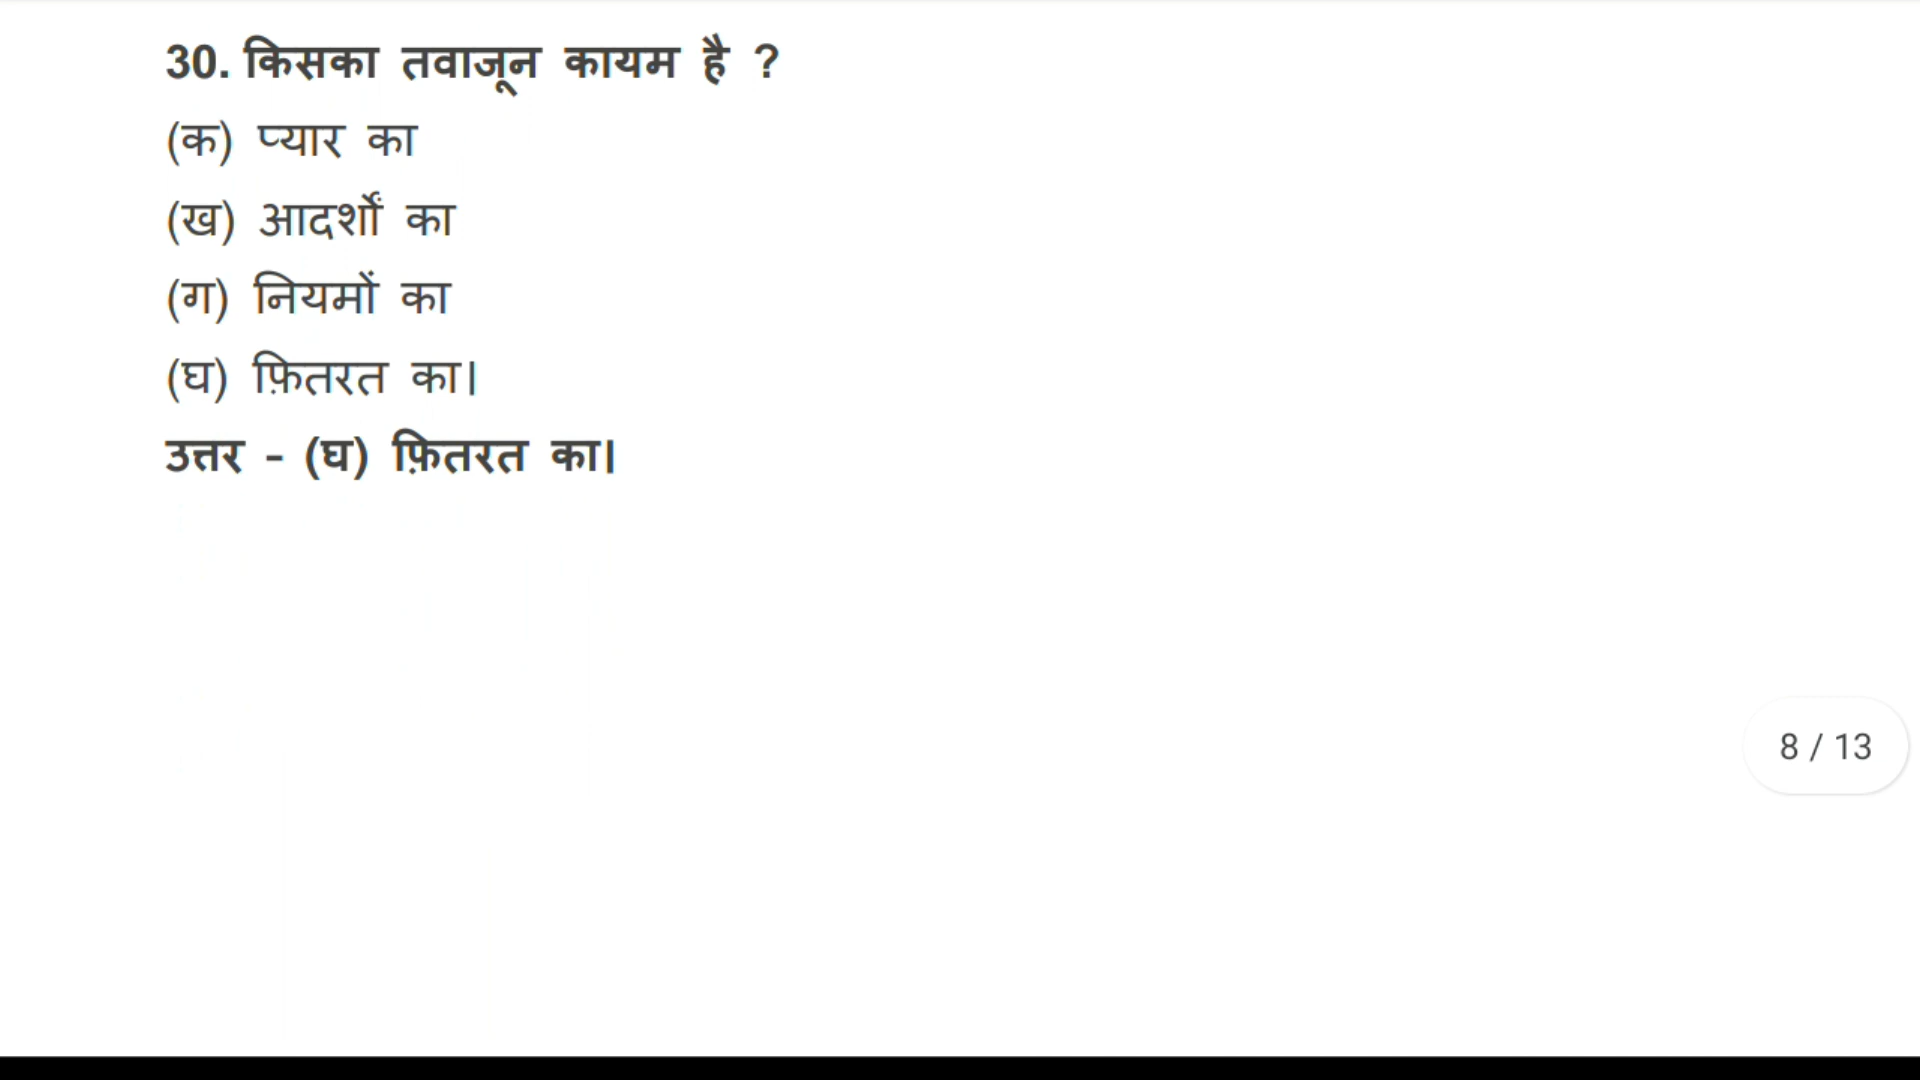 30. किसका तवाजून कायम है ?
(क) प्यार का
(ख) आदर्शों का
(ग) नियमों का
(घ) फ़ितरत का।
उत्तर - (घ) फ़ितरत का।
8 / 13